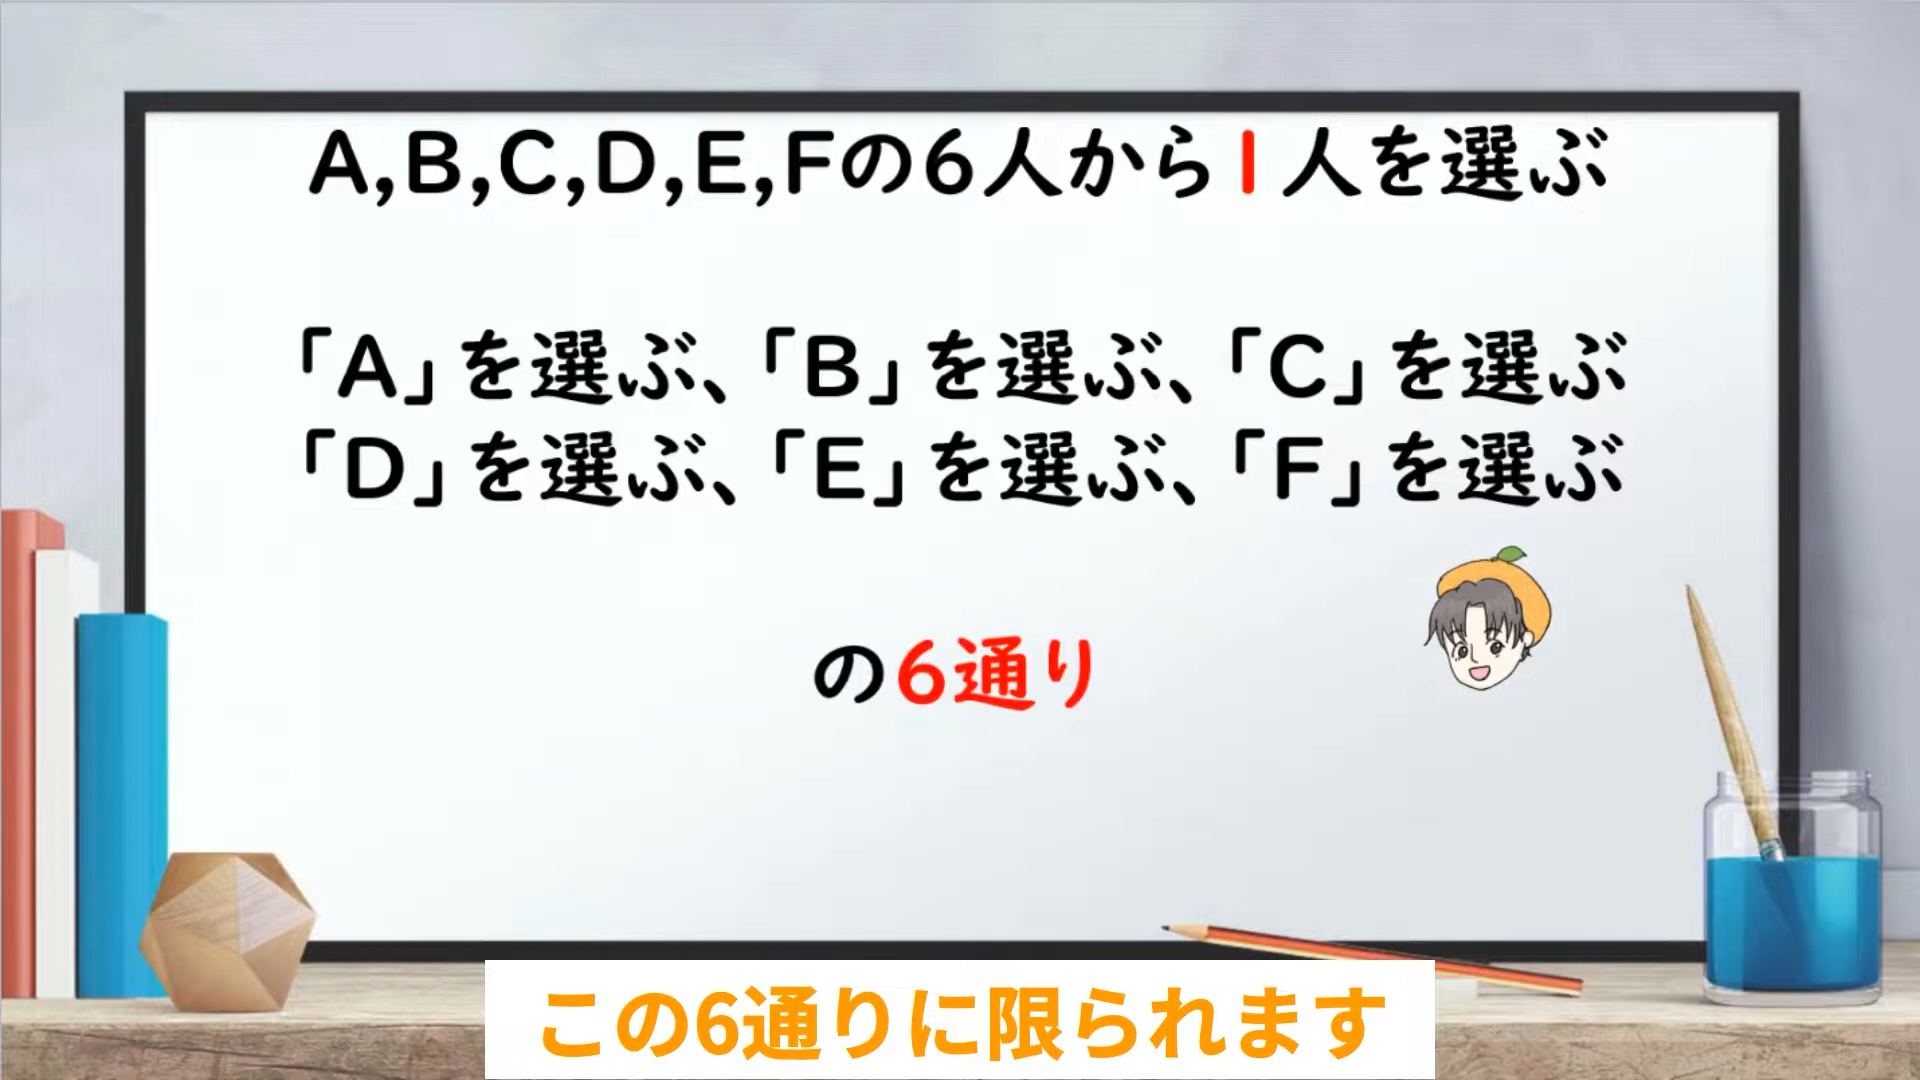 A,B,C,D,E,Fの6人から1人を選ぶ
「A」を選ぶ、「B」を選ぶ、「C」を選ぶ
「D」を選ぶ、「E」を選ぶ、「F」を選ぶ
の6通り
この6通りに限られます